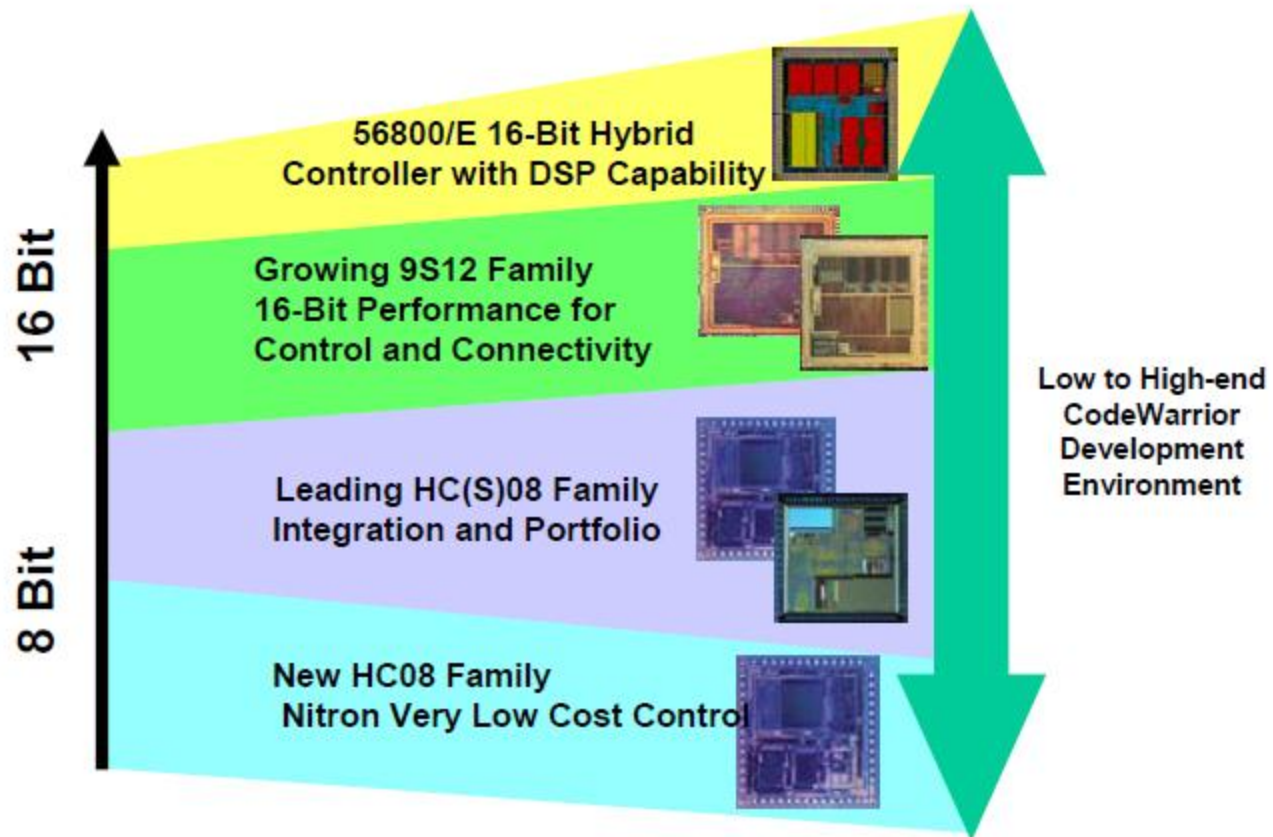 56800/E 16-Bit Hybrid
Controller with DSP Capability
Growing 9S12 Family
16-Bit Performance for
Control and Connectivity
Leading HC(S)08 Family
Integration and Portfolio
New HC08 Family
Nitron Very Low Cost Control
16 Bit
8 Bit
Low to High-end
CodeWarrior
Development
Environment